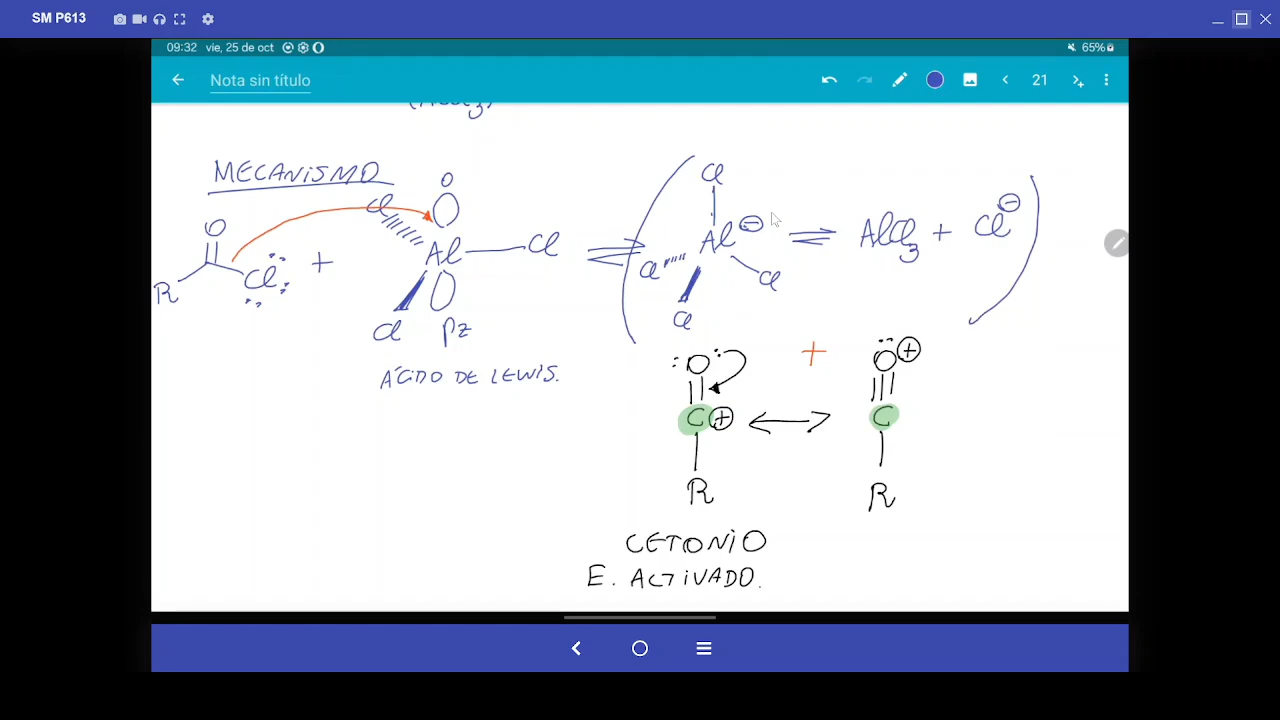 SM P613
09:32 vie, 25 de oct
65%
Nota sin título
21
MECANISMO
O
Cl
O
Al
Cl
Cl
R
+
Cl
Pz
ÁCIDO DE LEWIS.
Cl
Al ⊖
Cl
Cl
Cl
AlCl3 + Cl ⊖
+
:O:
C ⊕
R
O ⊕
C
R
CETONIO
E. ACTIVADO.